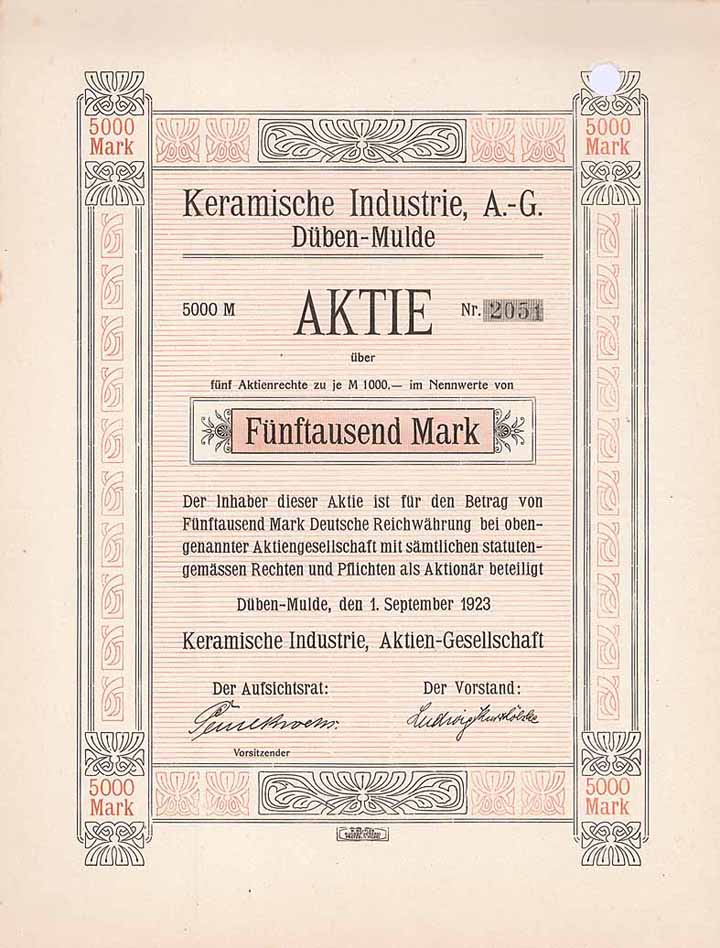 5000
Mark
5000
Mark
Keramische Industrie, A.-G.
Düben-Mulde
5000 M AKTIE Nr. 2051
über
fünf Aktienrechte zu je M 1000.— im Nennwerte von
Fünftausend Mark
Der Inhaber dieser Aktie ist für den Betrag von
Fünftausend Mark Deutsche Reichwährung bei oben-
genannter Aktiengesellschaft mit sämtlichen statuten-
gemässen Rechten und Pflichten als Aktionär beteiligt
Düben-Mulde, den 1. September 1923
Keramische Industrie, Aktien-Gesellschaft
Der Aufsichtsrat: Der Vorstand:
Ludwig
Vorsitzender
5000
Mark
5000
Mark